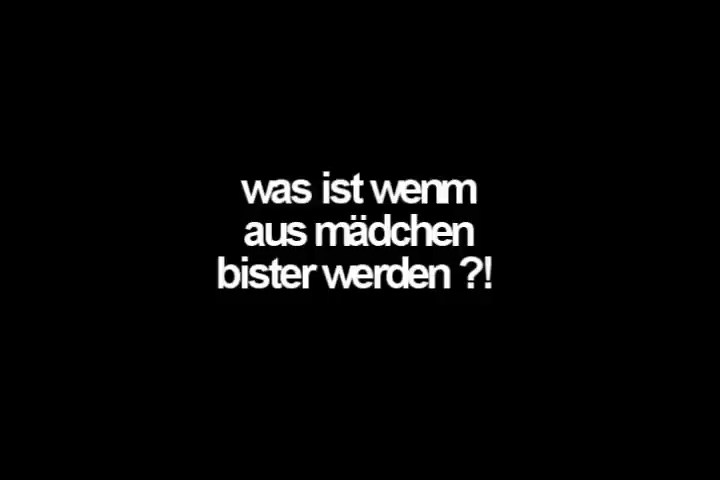 was ist wenm
aus mädchen
bister werden ?!